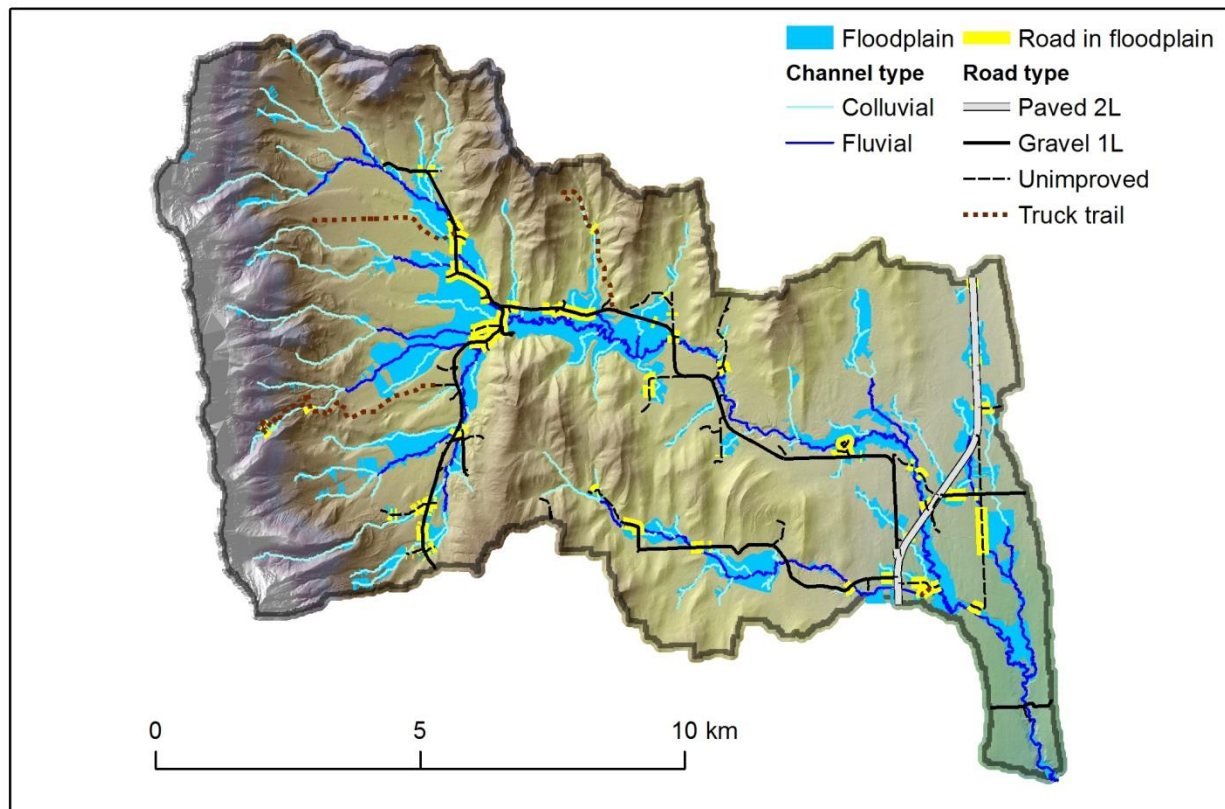 Floodplain
Road in floodplain
Channel type
Road type
Colluvial
Paved 2L
Fluvial
Gravel 1L
Unimproved
Truck trail
0 5 10 km